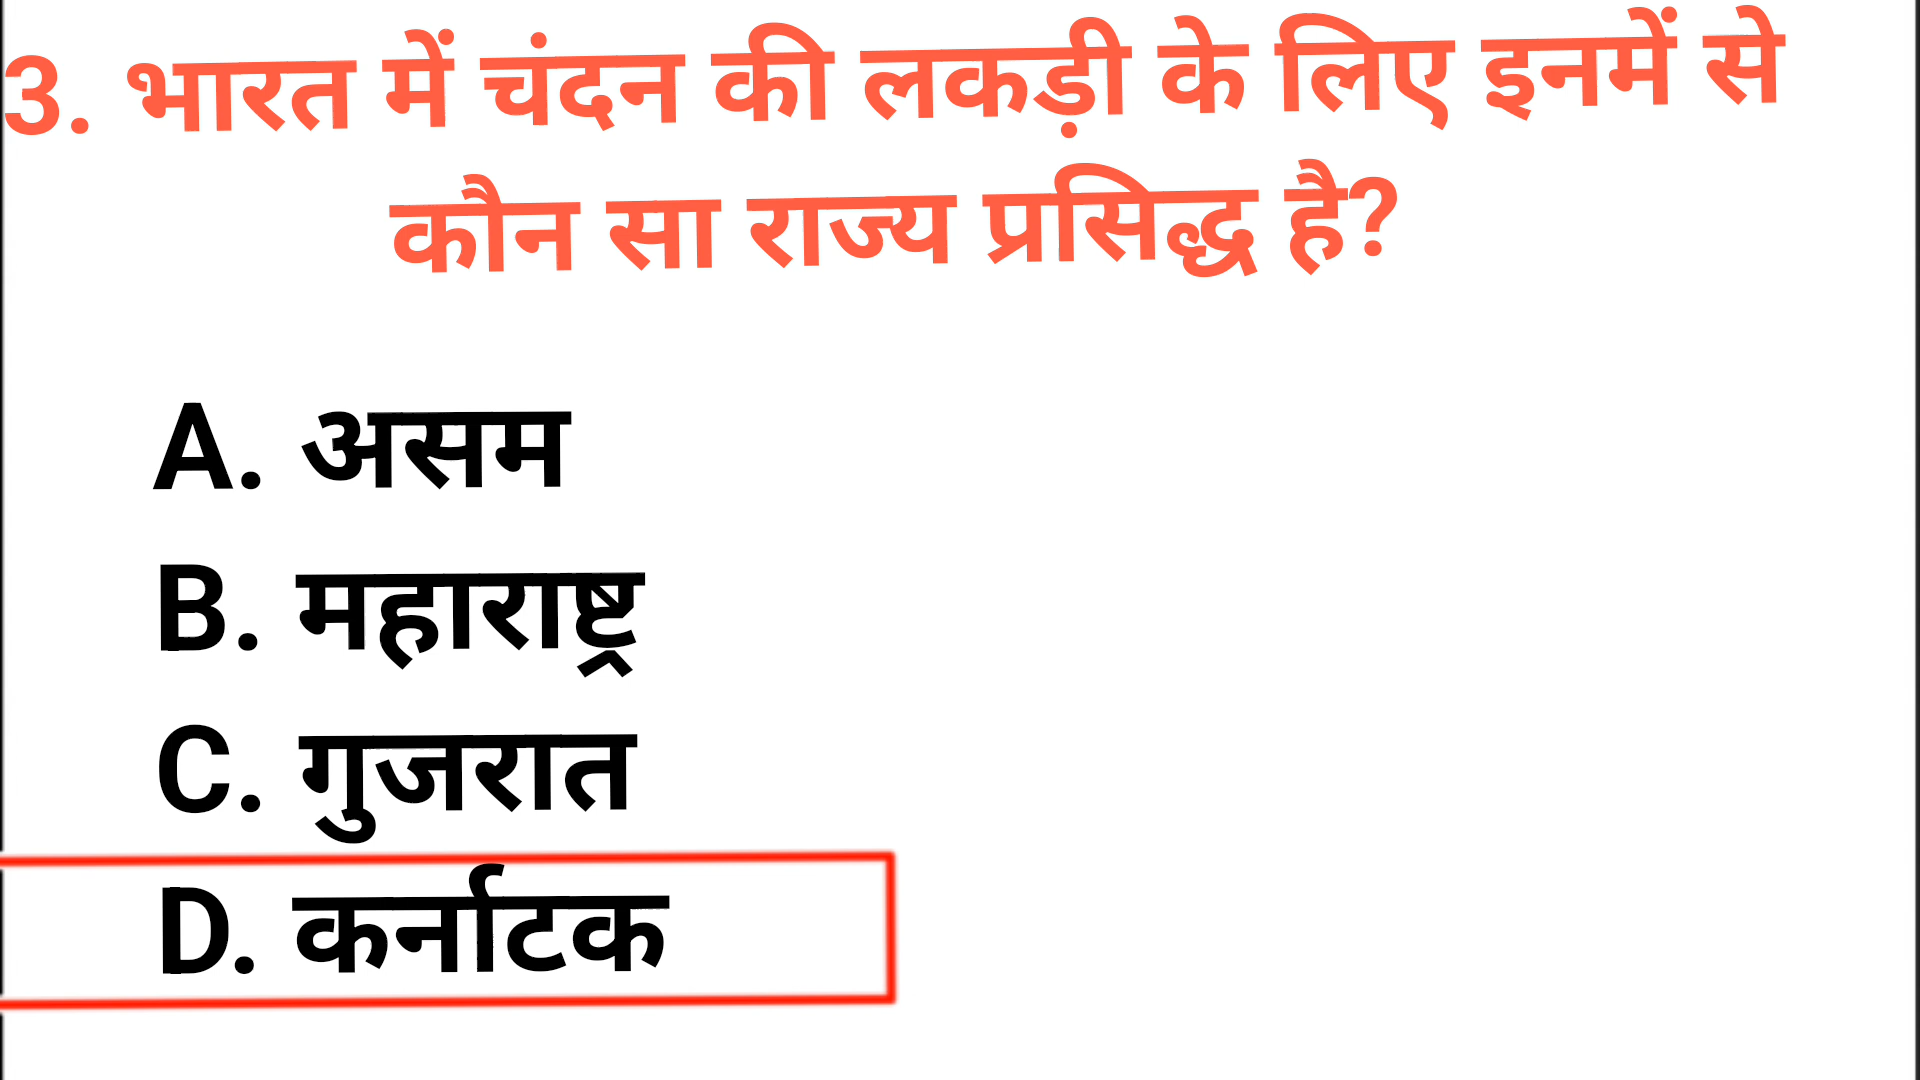 3. भारत में चंदन की लकड़ी के लिए इनमें से
कौन सा राज्य प्रसिद्ध है?
A. असम
B. महाराष्ट्र
C. गुजरात
D. कर्नाटक